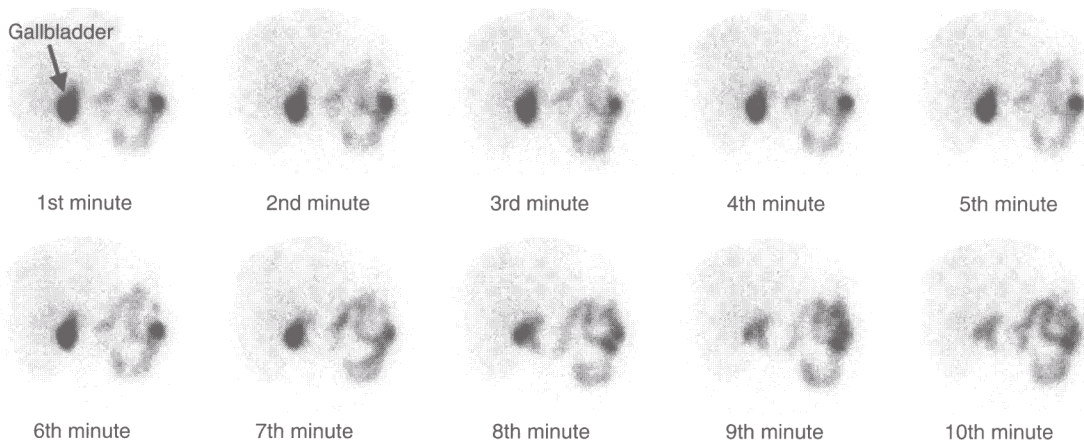 Gallbladder
1st minute
2nd minute
3rd minute
4th minute
5th minute
6th minute
7th minute
8th minute
9th minute
10th minute